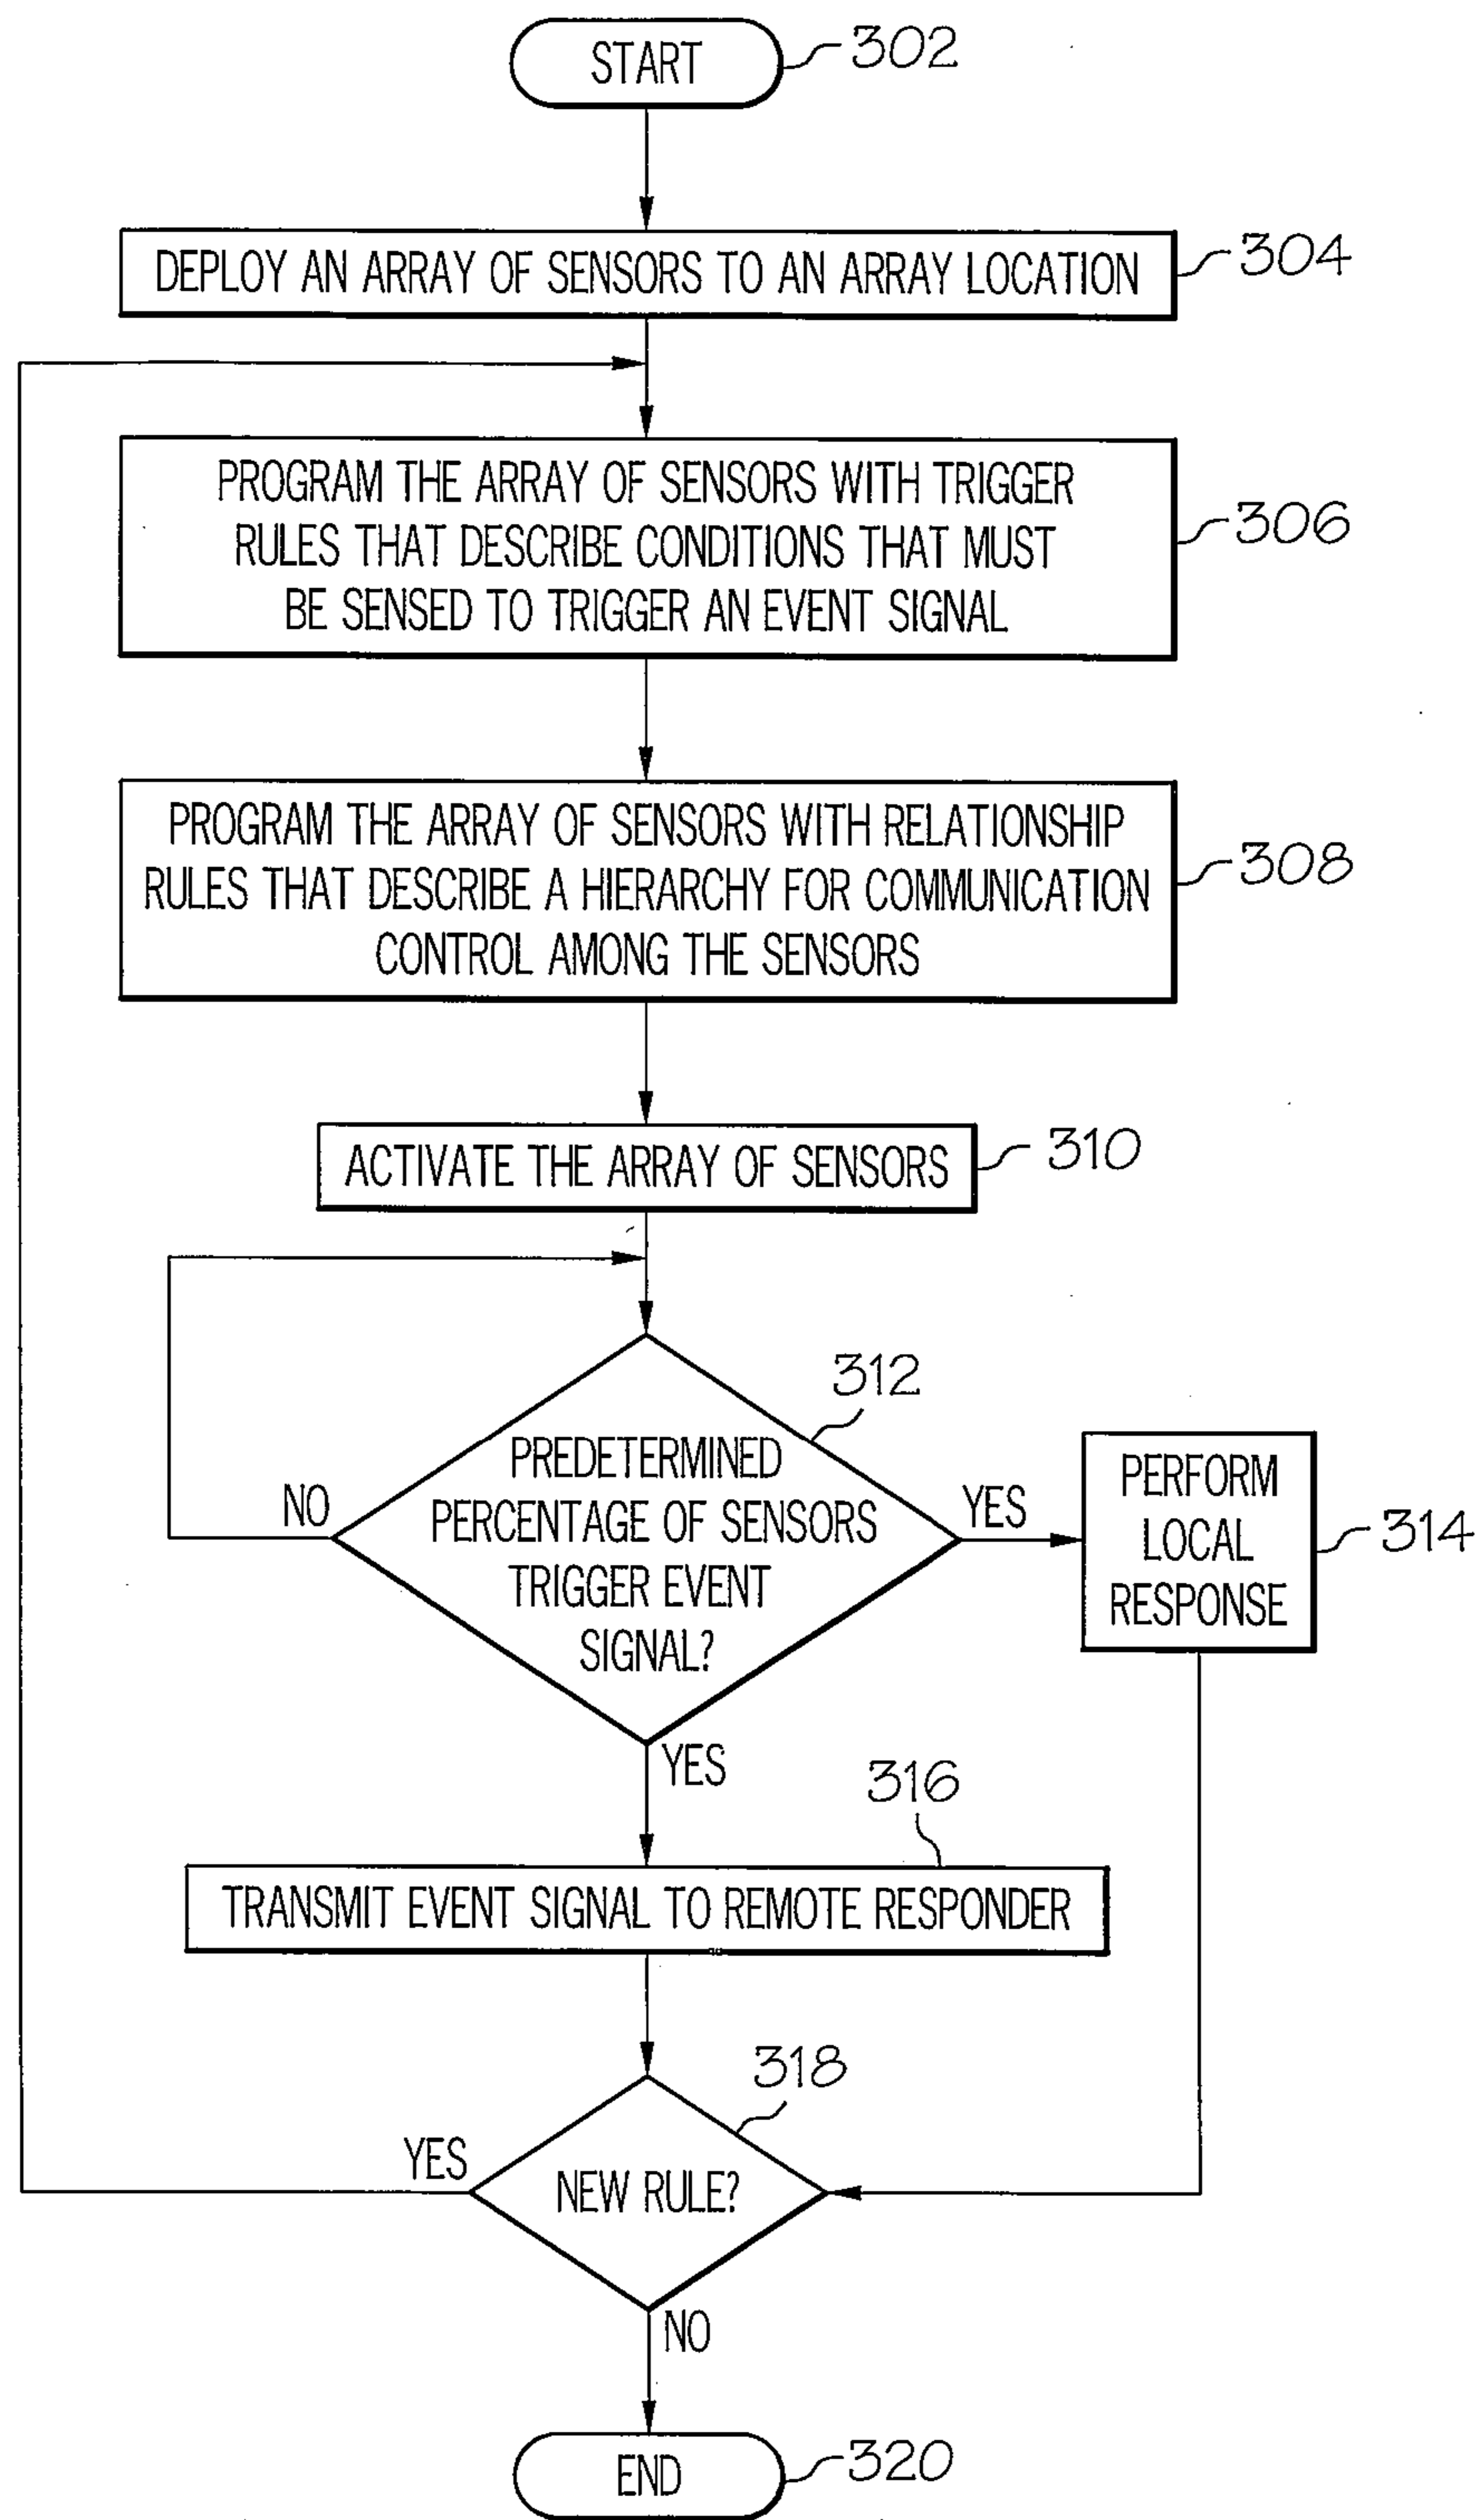 START
302
DEPLOY AN ARRAY OF SENSORS TO AN ARRAY LOCATION
304
PROGRAM THE ARRAY OF SENSORS WITH TRIGGER
RULES THAT DESCRIBE CONDITIONS THAT MUST
BE SENSED TO TRIGGER AN EVENT SIGNAL
306
PROGRAM THE ARRAY OF SENSORS WITH RELATIONSHIP
RULES THAT DESCRIBE A HIERARCHY FOR COMMUNICATION
CONTROL AMONG THE SENSORS
308
ACTIVATE THE ARRAY OF SENSORS
310
312
PREDETERMINED
PERCENTAGE OF SENSORS
TRIGGER EVENT
SIGNAL?
NO
YES
PERFORM
LOCAL
RESPONSE
314
YES
316
TRANSMIT EVENT SIGNAL TO REMOTE RESPONDER
318
YES
NEW RULE?
NO
END
320